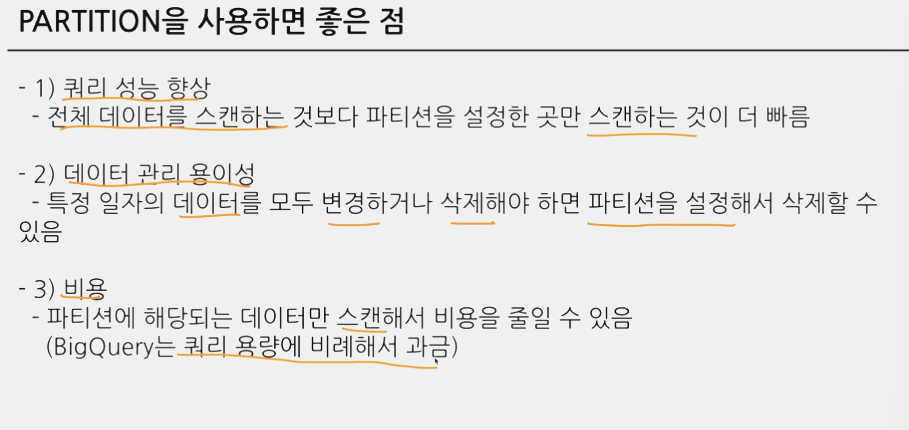 PARTITION을 사용하면 좋은 점
- 1) 쿼리 성능 향상
- 전체 데이터를 스캔하는 것보다 파티션을 설정한 곳만 스캔하는 것이 더 빠름
- 2) 데이터 관리 용이성
- 특정 일자의 데이터를 모두 변경하거나 삭제해야 하면 파티션을 설정해서 삭제할 수
있음
- 3) 비용
- 파티션에 해당되는 데이터만 스캔해서 비용을 줄일 수 있음
(BigQuery는 쿼리 용량에 비례해서 과금)